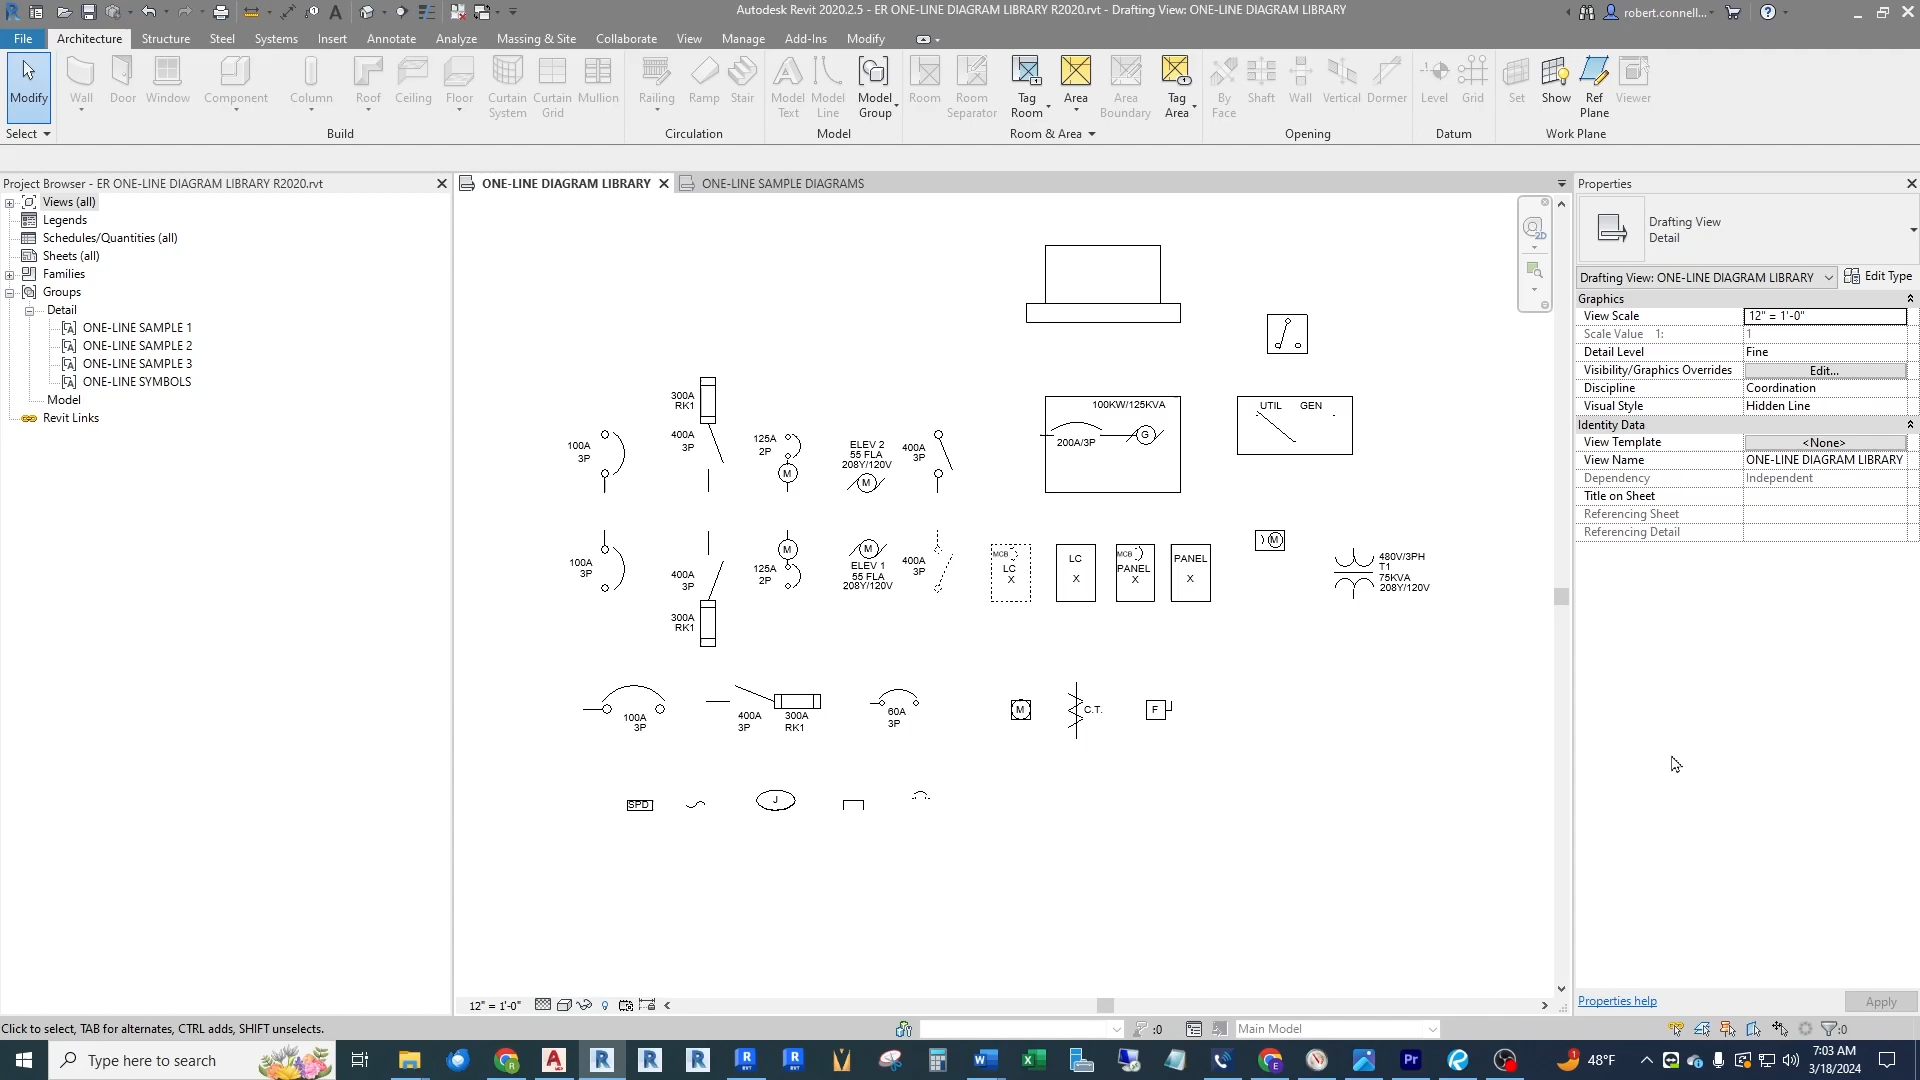 Autodesk Revit 2020.2.5 - ER ONE-LINE DIAGRAM LIBRARY R2020.rvt - Drafting View: ONE-LINE DIAGRAM LIBRARY
robert.connell...
File Architecture Structure Steel Systems Insert Annotate Analyze Massing & Site Collaborate View Manage Add-Ins Modify
Modify Wall Door Window Component Column Roof Ceiling Floor Curtain System Curtain Grid Mullion Railing Ramp Stair Model Text Model Line Model Group Room Room Separator Tag Room Area Area Boundary Tag Area By Face Shaft Wall Vertical Dormer Level Grid Set Show Ref Plane Viewer
Select Build Circulation Model Room & Area Opening Datum Work Plane
Project Browser - ER ONE-LINE DIAGRAM LIBRARY R2020.rvt
Views (all)
Legends
Schedules/Quantities (all)
Sheets (all)
Families
Groups
Detail
ONE-LINE SAMPLE 1
ONE-LINE SAMPLE 2
ONE-LINE SAMPLE 3
ONE-LINE SYMBOLS
Model
Revit Links
ONE-LINE DIAGRAM LIBRARY ONE-LINE SAMPLE DIAGRAMS
2D
300A
RK1
400A
3P
100A
3P
125A
2P
M
ELEV 2
55 FLA
208Y/120V
M
400A
3P
100KW/125KVA
200A/3P
G
UTIL GEN
100A
3P
400A
3P
300A
RK1
M
125A
2P
M
ELEV 1
55 FLA
208Y/120V
400A
3P
MCB
LC
X
LC
X
MCB
PANEL
X
PANEL
X
M
480V/3PH
T1
75KVA
208Y/120V
100A
3P
400A
3P
300A
RK1
60A
3P
M
C.T.
F
SPD
J
12" = 1'-0"
Properties
Drafting View
Detail
Drafting View: ONE-LINE DIAGRAM LIBRARY Edit Type
Graphics
View Scale 12" = 1'-0"
Scale Value 1: 1
Detail Level Fine
Visibility/Graphics Overrides Edit...
Discipline Coordination
Visual Style Hidden Line
Identity Data
View Template <None>
View Name ONE-LINE DIAGRAM LIBRARY
Dependency Independent
Title on Sheet
Referencing Sheet
Referencing Detail
Properties help Apply
Click to select, TAB for alternates, CTRL adds, SHIFT unselects.
:0 Main Model :0
Type here to search
48°F
7:03 AM
3/18/2024